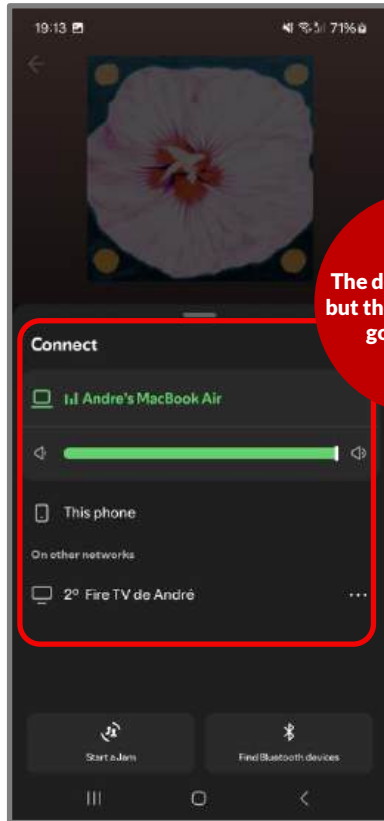 19:13
71%
The d
but th
go
Connect
Andre's MacBook Air
This phone
On other networks
2º Fire TV de André
Start a Jam
Find Bluetooth devices